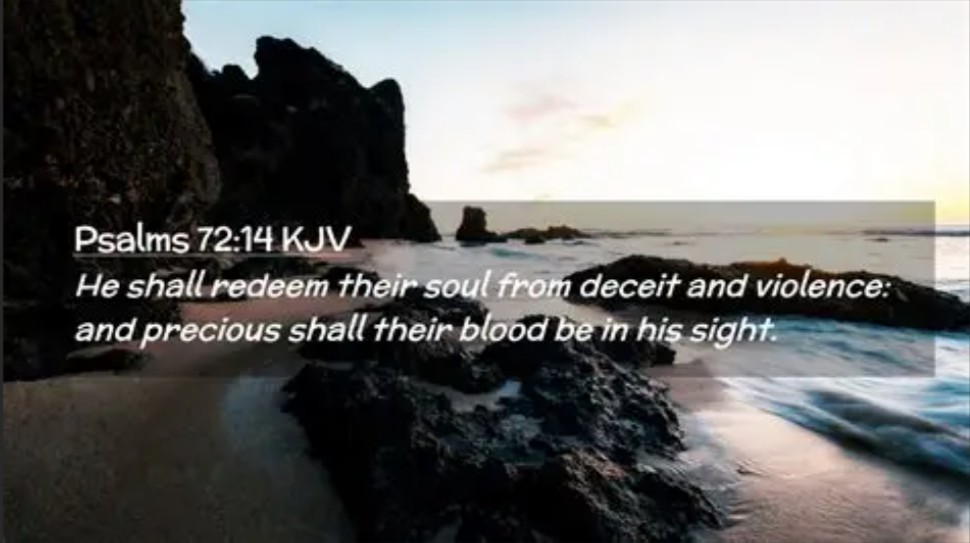 Psalms 72:14 KJV
He shall redeem their soul from deceit and violence:
and precious shall their blood be in his sight.